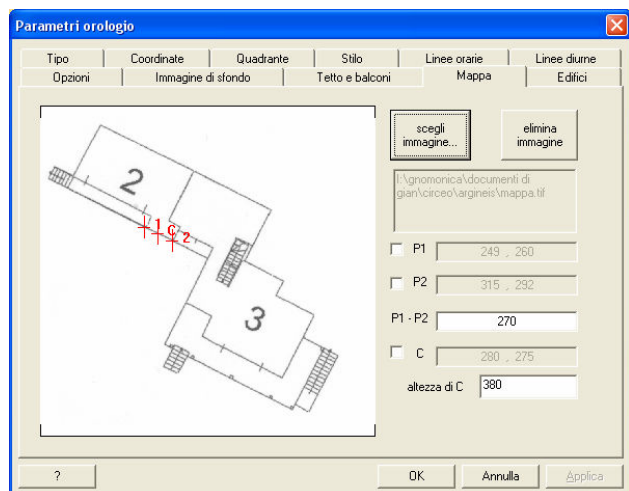 Parametri orologio
Tipo Coordinate Quadrante Stilo Linee orarie Linee diurne
Opzioni Immagine di sfondo Tetto e balconi Mappa Edifici
scegli
immagine...
elimina
immagine
I:\gnomonica\documenti di
gian\circeo\argineis\mappa.tif
P1 249 , 260
P2 315 , 292
P1 - P2 270
C 280 , 275
altezza di C 380
2
1 C 2
3
? OK Annulla Applica